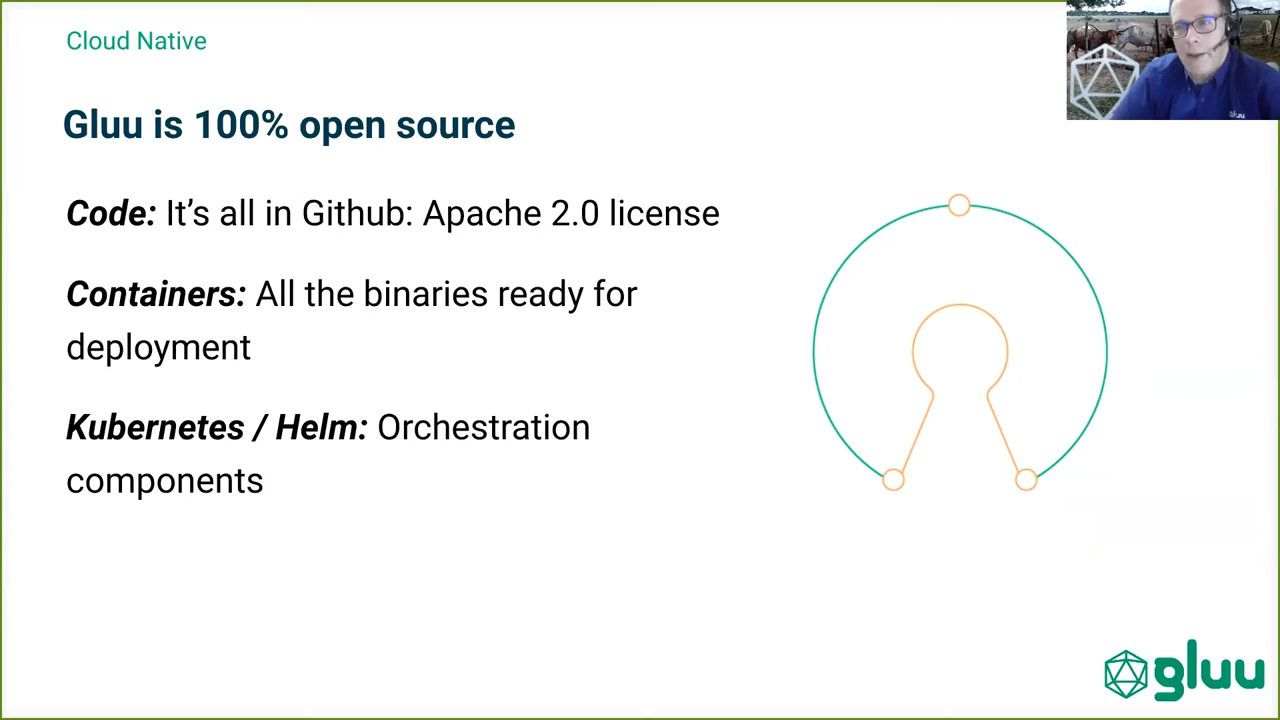 Cloud Native
Gluu is 100% open source
Code: It’s all in Github: Apache 2.0 license
Containers: All the binaries ready for
deployment
Kubernetes / Helm: Orchestration
components
gluu
gluu